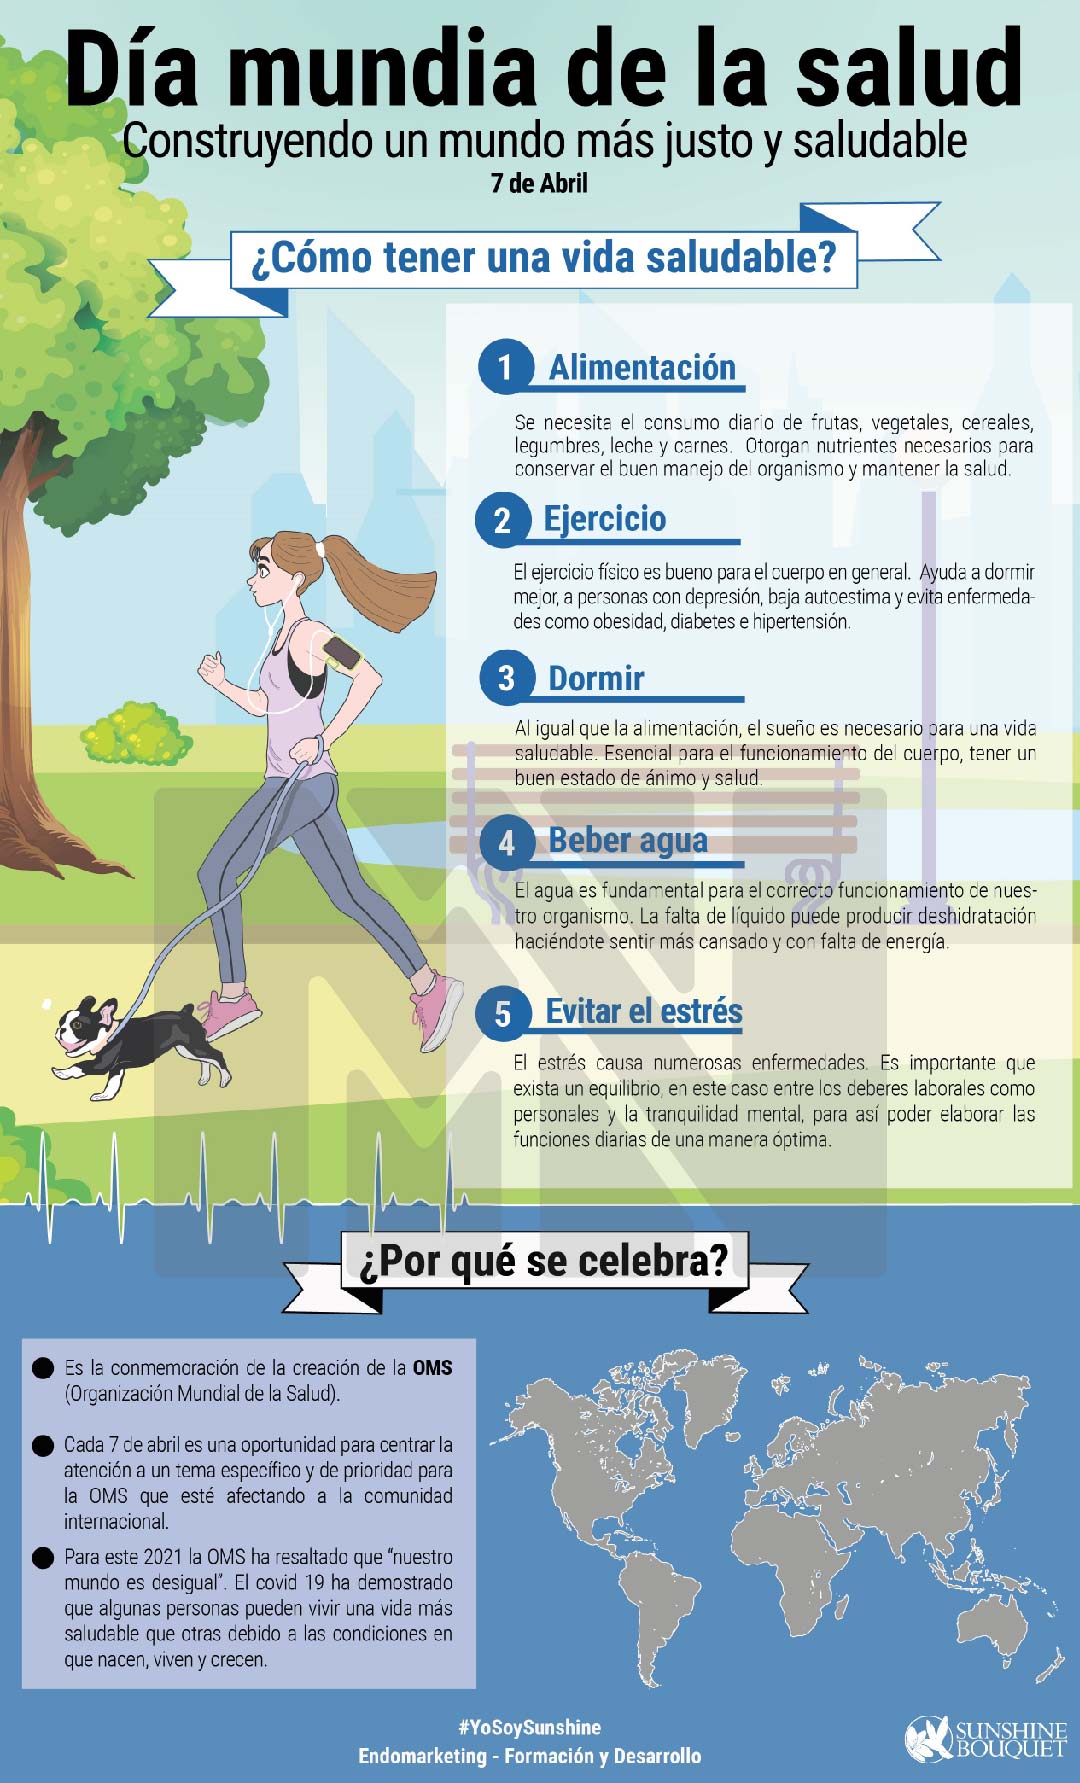 Día mundia de la salud
Construyendo un mundo más justo y saludable
7 de Abril
¿Cómo tener una vida saludable?
1 Alimentación
Se necesita el consumo diario de frutas, vegetales, cereales,
legumbres, leche y carnes. Otorgan nutrientes necesarios para
conservar el buen manejo del organismo y mantener la salud.
2 Ejercicio
El ejercicio físico es bueno para el cuerpo en general. Ayuda a dormir
mejor, a personas con depresión, baja autoestima y evita enfermeda-
des como obesidad, diabetes e hipertensión.
3 Dormir
Al igual que la alimentación, el sueño es necesario para una vida
saludable. Esencial para el funcionamiento del cuerpo, tener un
buen estado de ánimo y salud.
4 Beber agua
El agua es fundamental para el correcto funcionamiento de nues-
tro organismo. La falta de líquido puede producir deshidratación
haciéndote sentir más cansado y con falta de energía.
5 Evitar el estrés
El estrés causa numerosas enfermedades. Es importante que
exista un equilibrio, en este caso entre los deberes laborales como
personales y la tranquilidad mental, para así poder elaborar las
funciones diarias de una manera óptima.
¿Por qué se celebra?
Es la conmemoración de la creación de la OMS
(Organización Mundial de la Salud).
Cada 7 de abril es una oportunidad para centrar la
atención a un tema específico y de prioridad para
la OMS que esté afectando a la comunidad
internacional.
Para este 2021 la OMS ha resaltado que “nuestro
mundo es desigual”. El covid 19 ha demostrado
que algunas personas pueden vivir una vida más
saludable que otras debido a las condiciones en
que nacen, viven y crecen.
#YoSoySunshine
Endomarketing - Formación y Desarrollo
SUNSHINE
BOUQUET